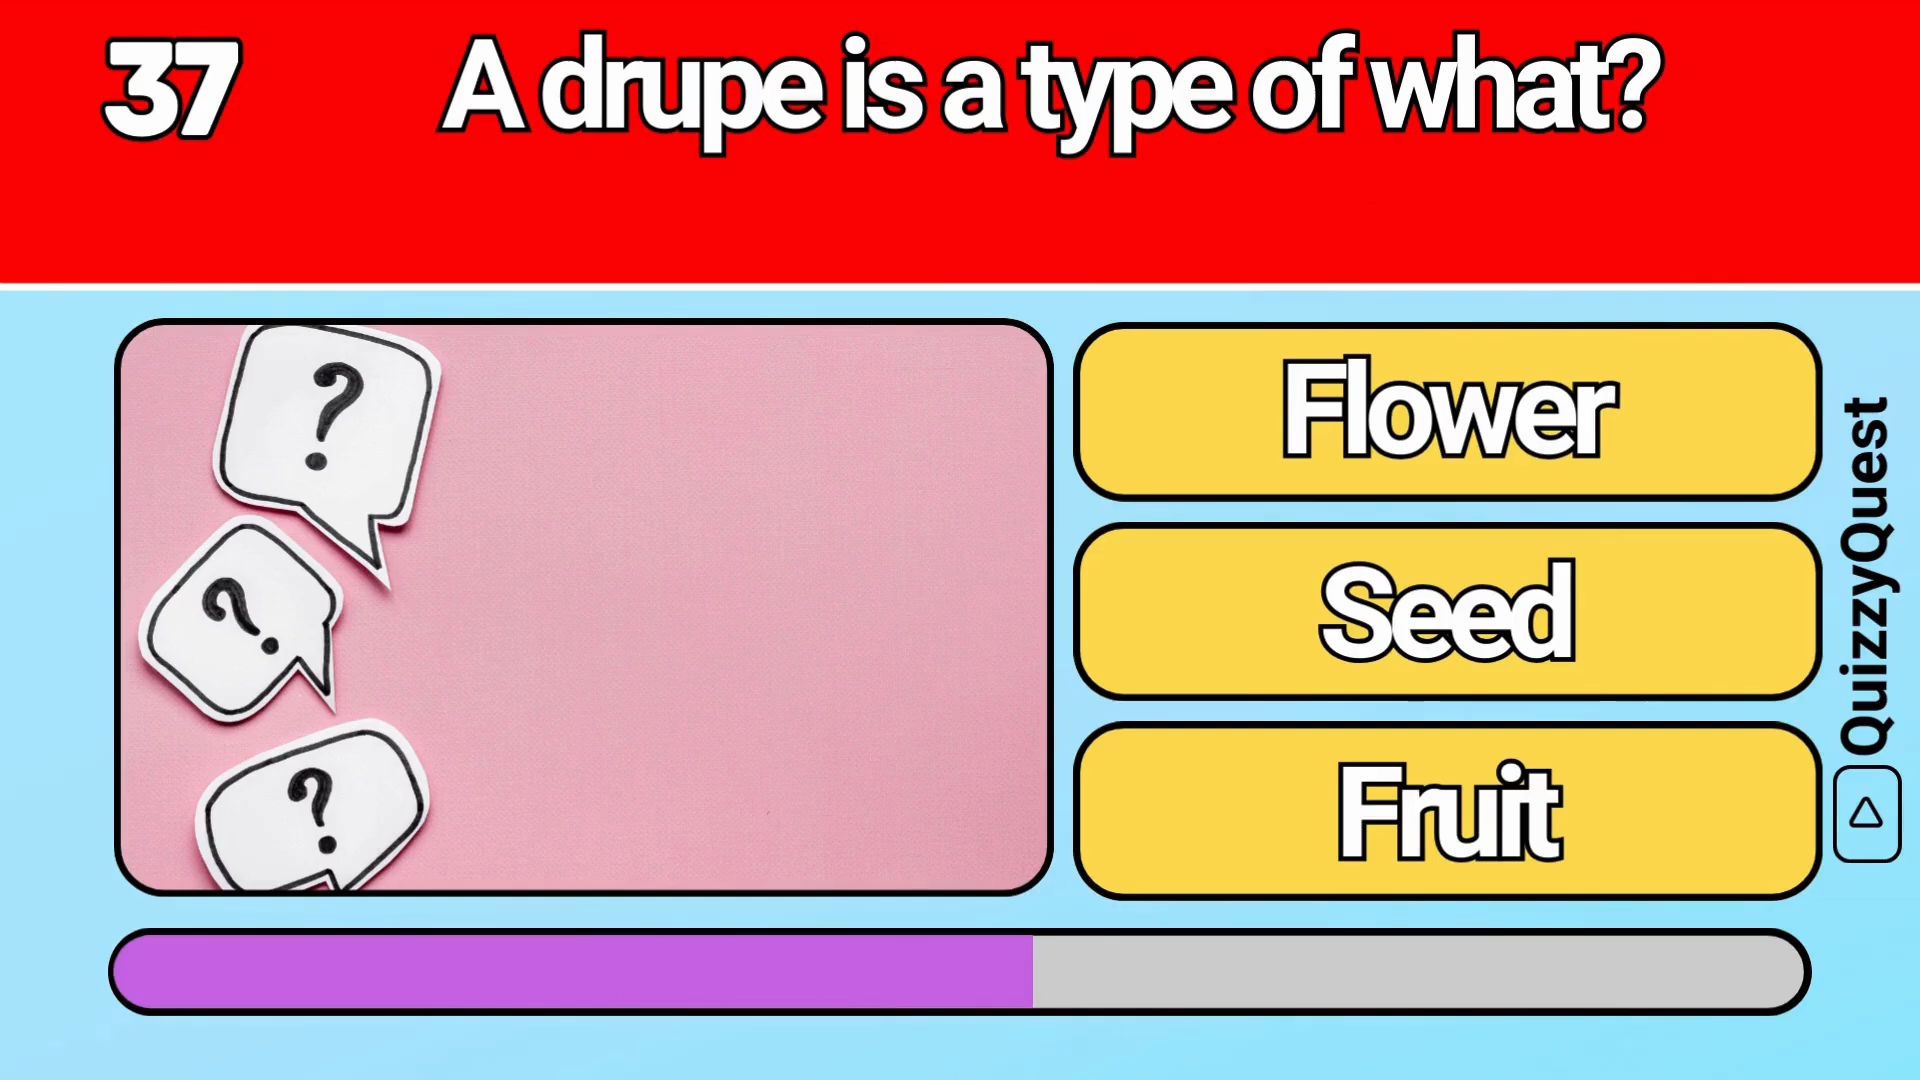 37
A drupe is a type of what?
?
?
?
Flower
Seed
Fruit
QuizzyQuest